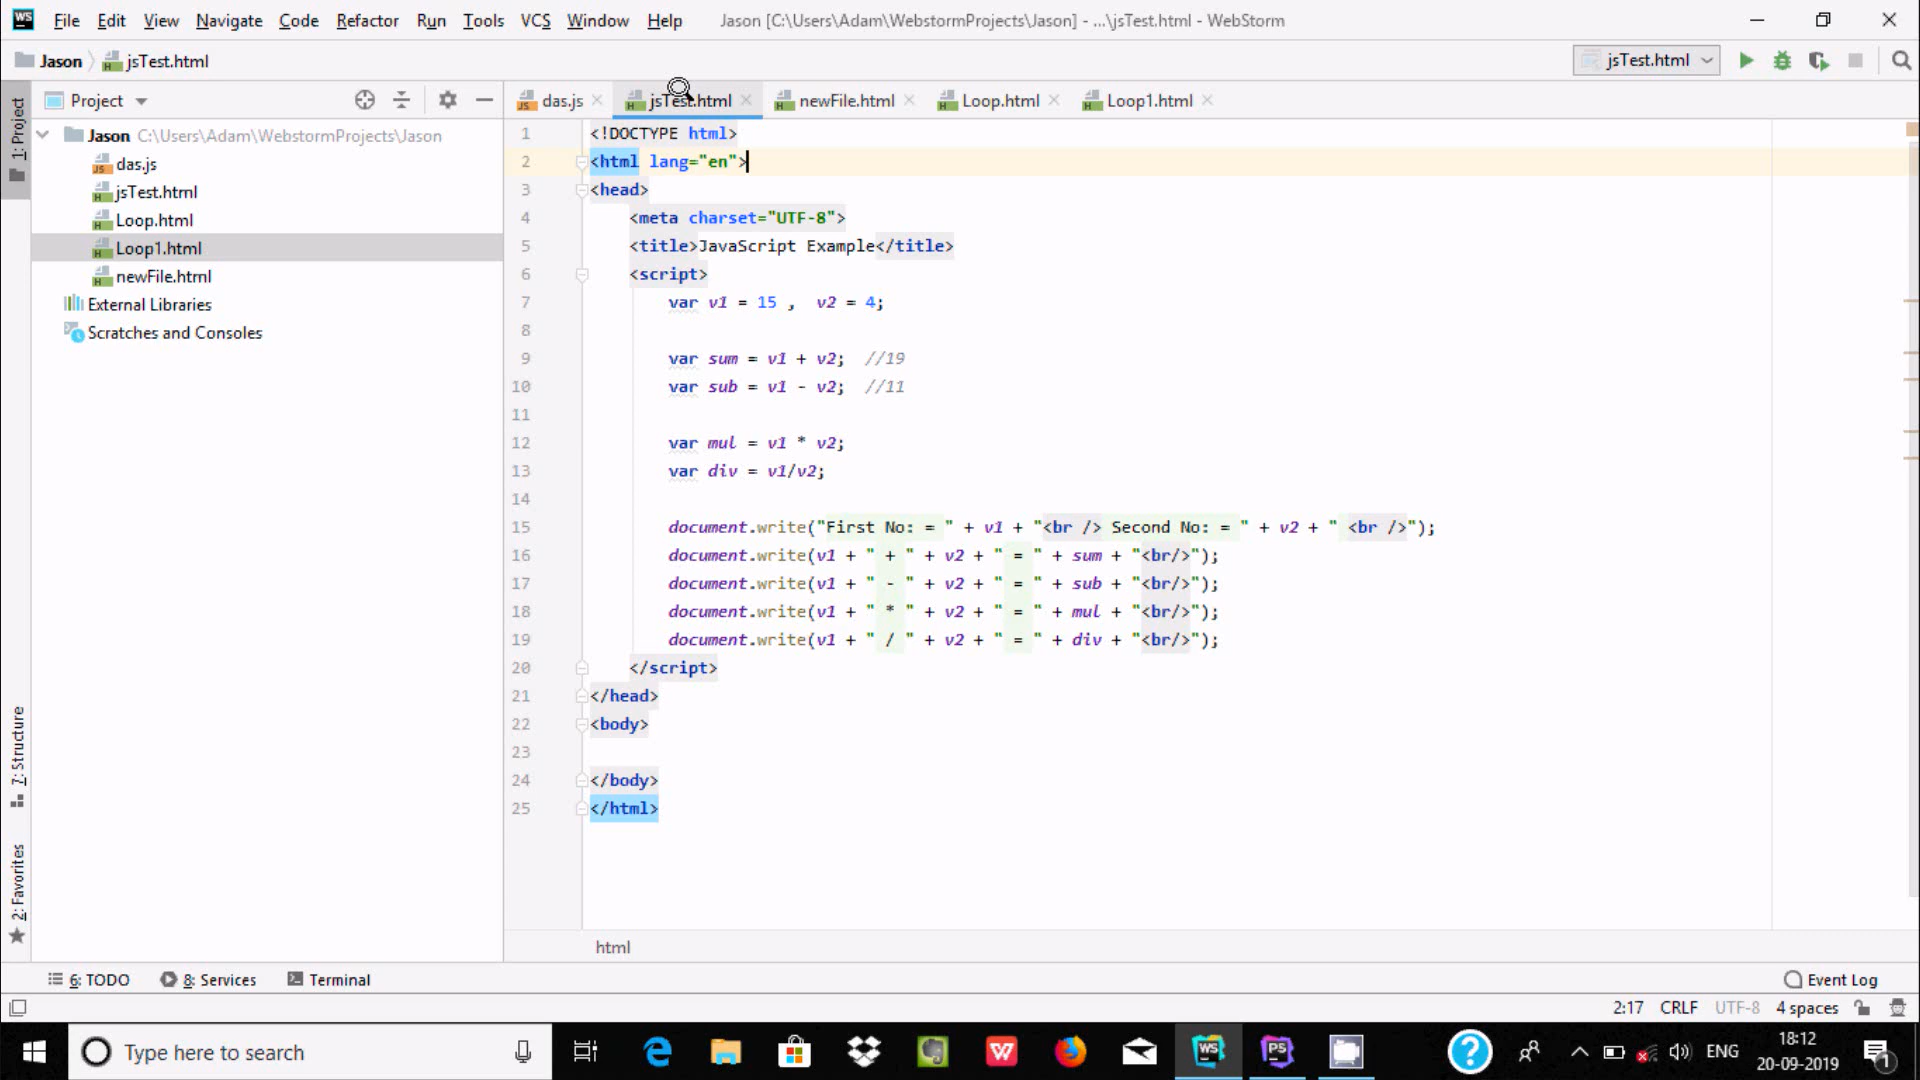 WS File Edit View Navigate Code Refactor Run Tools VCS Window Help Jason [C:\Users\Adam\WebstormProjects\Jason] - ...\jsTest.html - WebStorm
Jason jsTest.html jsTest.html
Project das.js jsTest.html newFile.html Loop.html Loop1.html
1: Project
Jason C:\Users\Adam\WebstormProjects\Jason
das.js
jsTest.html
Loop.html
Loop1.html
newFile.html
External Libraries
Scratches and Consoles
7: Structure
2: Favorites
1 <!DOCTYPE html>
2 <html lang="en">
3 <head>
4 <meta charset="UTF-8">
5 <title>JavaScript Example</title>
6 <script>
7 var v1 = 15 , v2 = 4;
8
9 var sum = v1 + v2; //19
10 var sub = v1 - v2; //11
11
12 var mul = v1 * v2;
13 var div = v1/v2;
14
15 document.write("First No: = " + v1 + "<br /> Second No: = " + v2 + " <br />");
16 document.write(v1 + " + " + v2 + " = " + sum + "<br/>");
17 document.write(v1 + " - " + v2 + " = " + sub + "<br/>");
18 document.write(v1 + " * " + v2 + " = " + mul + "<br/>");
19 document.write(v1 + " / " + v2 + " = " + div + "<br/>");
20 </script>
21 </head>
22 <body>
23
24 </body>
25 </html>
html
6: TODO 8: Services Terminal Event Log
2:17 CRLF UTF-8 4 spaces
Type here to search WS PS ENG 18:12
20-09-2019 1